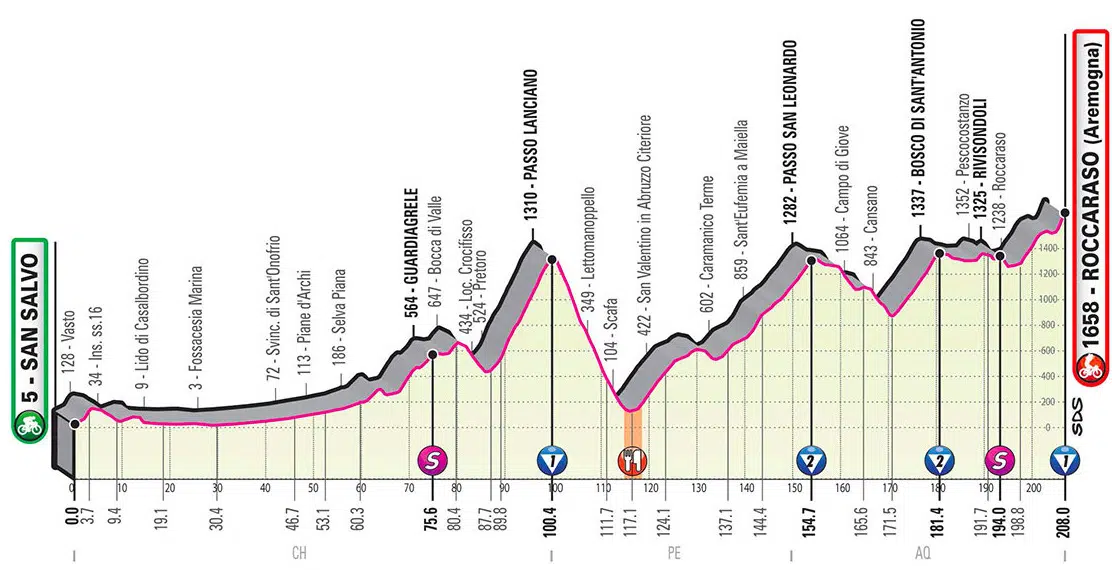 5 - SAN SALVO
128 - Vasto
34 - Ins. ss.16
9 - Lido di Casalbordino
3 - Fossacesia Marina
72 - Svinc. di Sant'Onofrio
113 - Piane d'Archi
186 - Selva Piana
564 - GUARDIAGRELE
647 - Bocca di Valle
434 - Loc. Crocifisso
524 - Pretoro
1310 - PASSO LANCIANO
349 - Lettomanoppello
104 - Scafa
422 - San Valentino in Abruzzo Citeriore
602 - Caramanico Terme
859 - Sant'Eufemia a Maiella
1282 - PASSO SAN LEONARDO
1064 - Campo di Giove
843 - Cansano
1337 - BOSCO DI SANT'ANTONIO
1352 - Pescocostanzo
1325 - RIVISONDOLI
1238 - Roccaraso
1658 - ROCCARASO (Aremogna)
1400
1200
1000
800
600
400
200
0
SDS
S
1
2
2
S
1
0 10 20 30 40 50 60 70 80 90 100 110 120 130 140 150 160 170 180 190 200
0.0 3.7 9.4 19.1 30.4 46.7 53.1 60.3 75.6 80.4 87.7 89.8 100.4 111.7 117.1 124.1 137.1 144.4 154.7 165.6 171.5 181.4 191.7 194.0 198.8 208.0
CH PE AQ